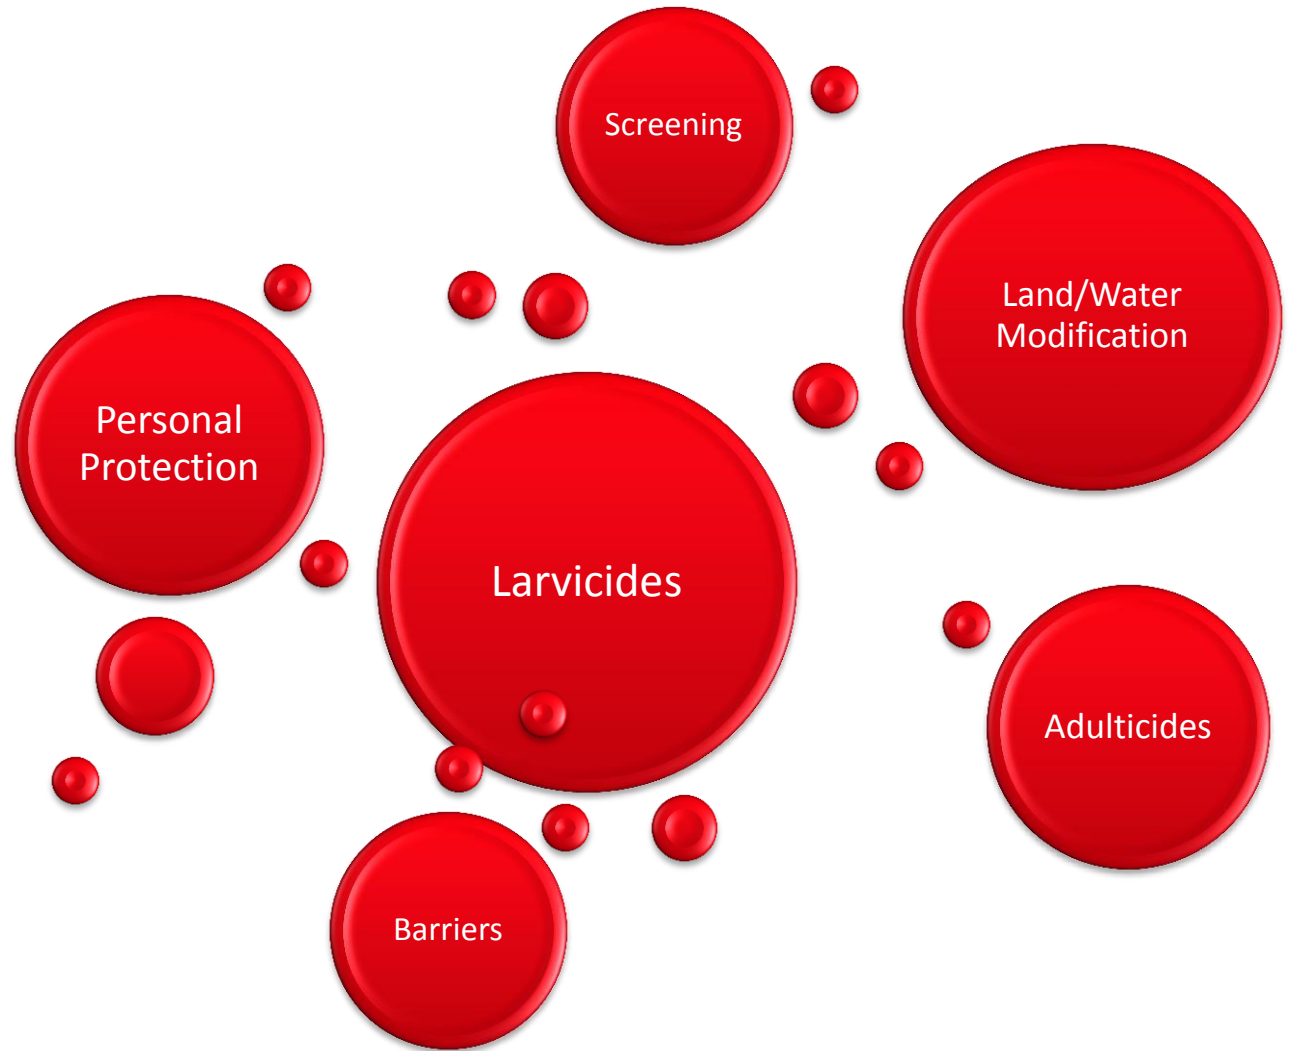 Screening
Land/Water
Modification
Personal
Protection
Larvicides
Adulticides
Barriers